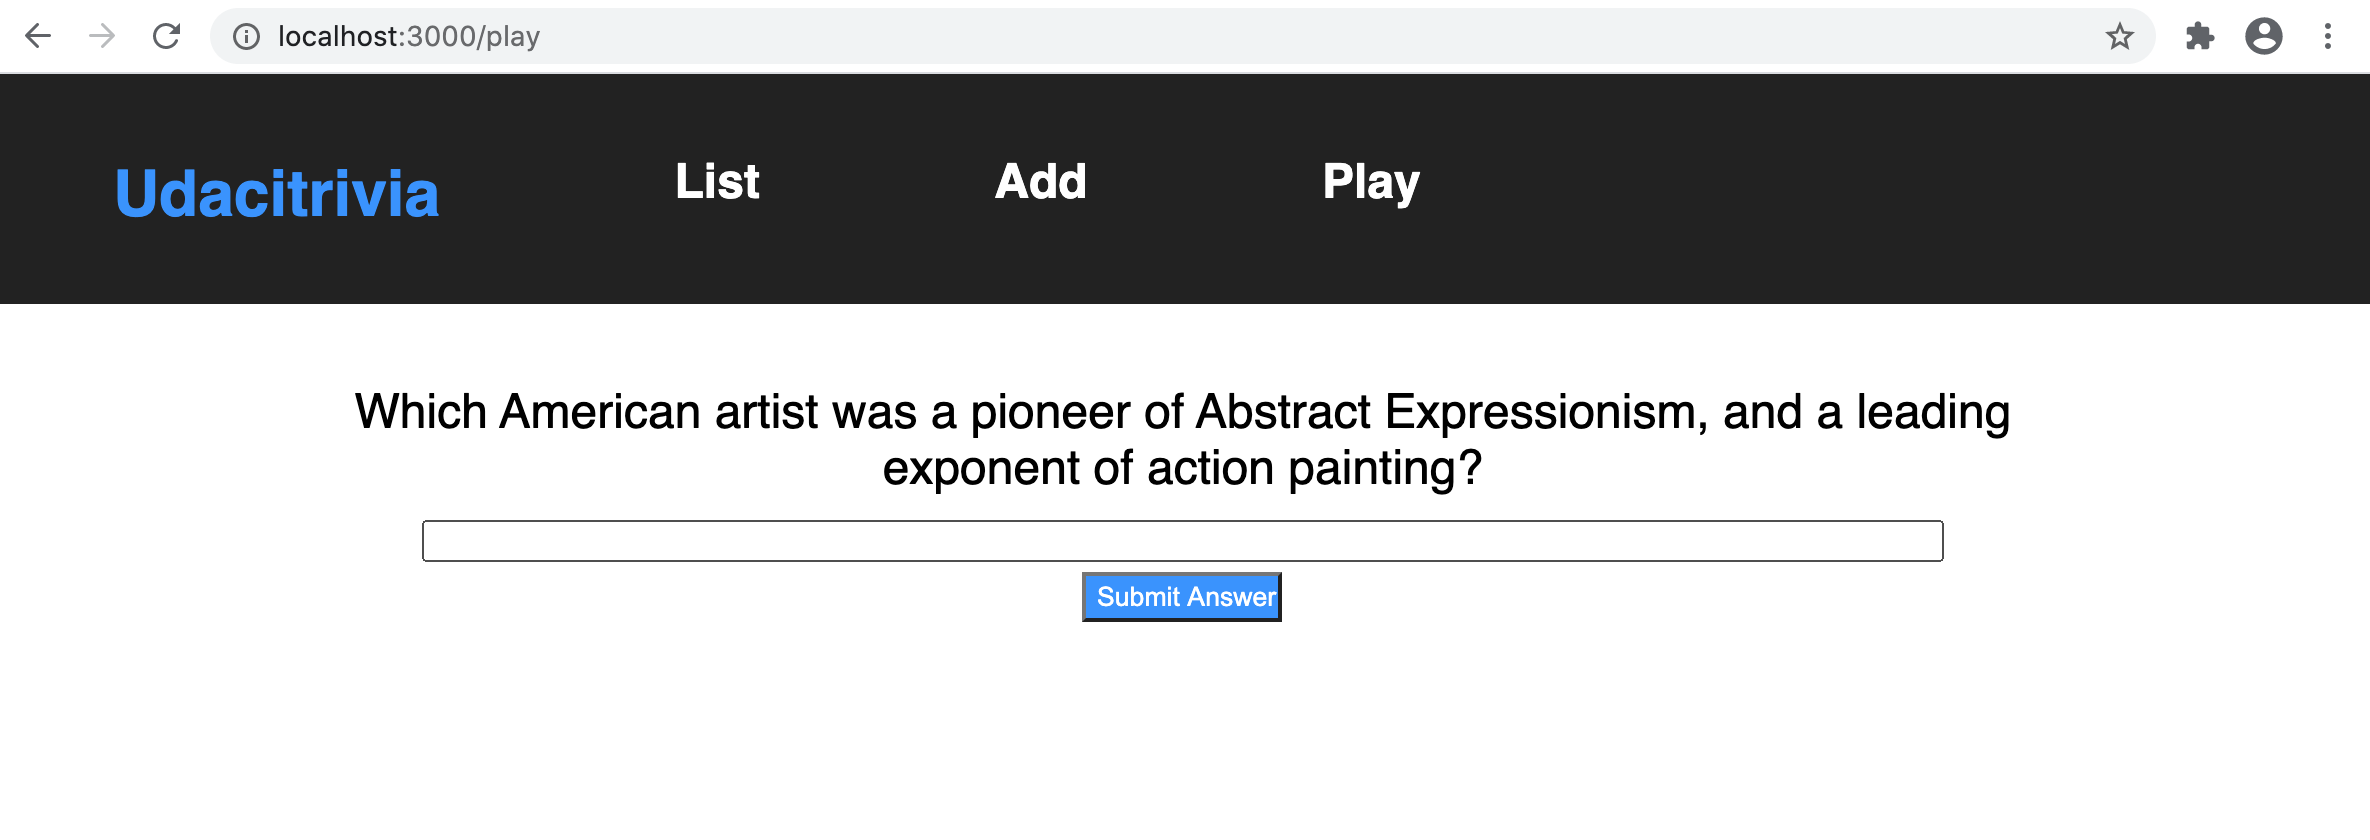 localhost:3000/play
Udacitrivia List Add Play
Which American artist was a pioneer of Abstract Expressionism, and a leading
exponent of action painting?
Submit Answer